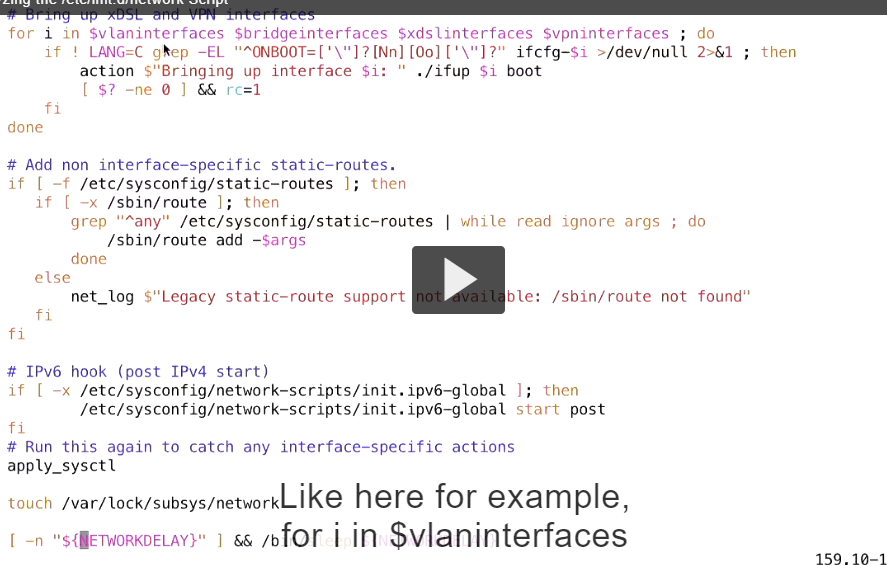 zing the /etc/init.d/network Script
# Bring up xDSL and VPN interfaces
for i in $vlaninterfaces $bridgeinterfaces $xdslinterfaces $vpninterfaces ; do
if ! LANG=C grep -EL "^ONBOOT=['\"]?[Nn][Oo]['\"]?" ifcfg-$i >/dev/null 2>&1 ; then
action $"Bringing up interface $i: " ./ifup $i boot
[ $? -ne 0 ] && rc=1
fi
done
# Add non interface-specific static-routes.
if [ -f /etc/sysconfig/static-routes ]; then
if [ -x /sbin/route ]; then
grep "^any" /etc/sysconfig/static-routes | while read ignore args ; do
/sbin/route add -$args
done
else
net_log $"Legacy static-route support not available: /sbin/route not found"
fi
fi
# IPv6 hook (post IPv4 start)
if [ -x /etc/sysconfig/network-scripts/init.ipv6-global ]; then
/etc/sysconfig/network-scripts/init.ipv6-global start post
fi
# Run this again to catch any interface-specific actions
apply_sysctl
touch /var/lock/subsys/network
[ -n "${NETWORKDELAY}" ] && /b
Like here for example,
for i in $vlaninterfaces
159.10-1